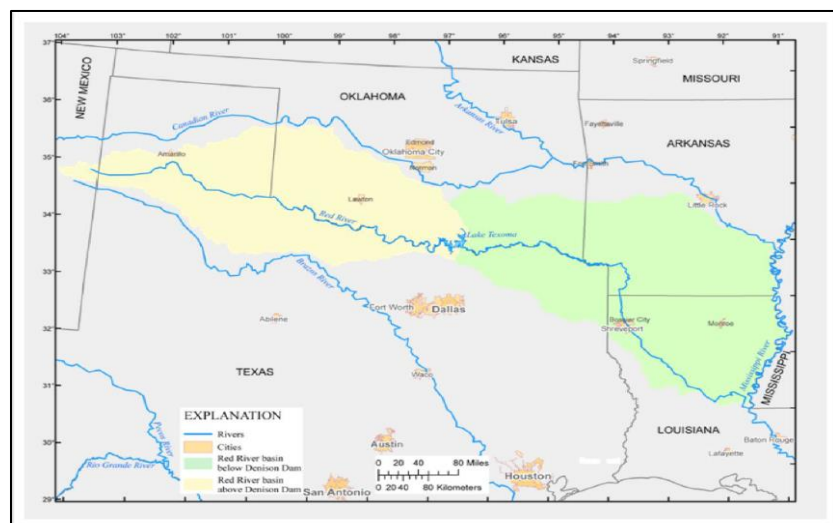 104° 103° 102° 101° 100° 99° 98° 97° 96° 95° 94° 93° 92° 91°
37°
KANSAS
Springfield
MISSOURI
NEW MEXICO
36°
OKLAHOMA
Canadian River
Arkansas River
Tulsa
Fayetteville
ARKANSAS
Edmond
Oklahoma City
Norman
Amarillo
35°
Fort Smith
Lawton
Little Rock
34°
Red River
Lake Texoma
33°
Brazos River
Fort Worth
Dallas
Abilene
32°
Bossier City
Shreveport
Monroe
Mississippi River
MISSISSIPPI
Waco
31°
TEXAS
EXPLANATION
Rivers
Cities
Red River basin
below Denison Dam
Red River basin
above Denison Dam
Pecos River
Rio Grande River
30°
Austin
LOUISIANA
Baton Rouge
Lafayette
0 20 40 80 Miles
0 20 40 80 Kilometers
Houston
San Antonio
29°